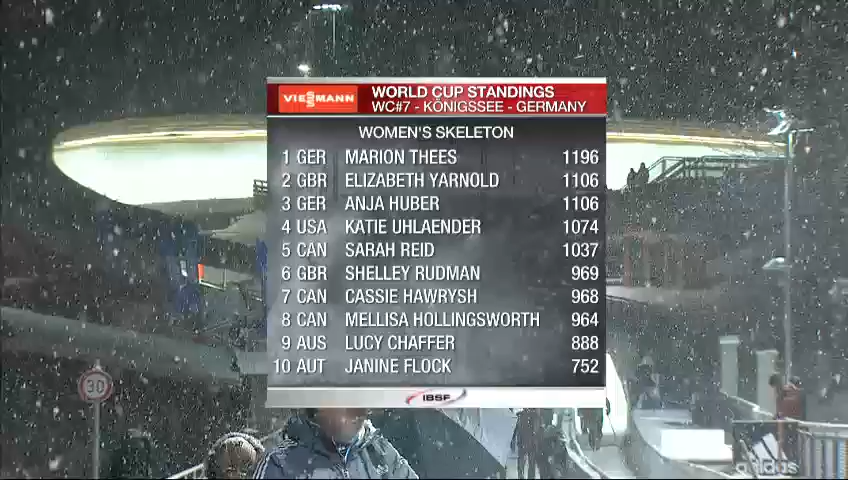 VIESMANN
WORLD CUP STANDINGS
WC#7 - KÖNIGSSEE - GERMANY
WOMEN'S SKELETON
1 GER MARION THEES 1196
2 GBR ELIZABETH YARNOLD 1106
3 GER ANJA HUBER 1106
4 USA KATIE UHLAENDER 1074
5 CAN SARAH REID 1037
6 GBR SHELLEY RUDMAN 969
7 CAN CASSIE HAWRYSH 968
8 CAN MELLISA HOLLINGSWORTH 964
9 AUS LUCY CHAFFER 888
10 AUT JANINE FLOCK 752
IBSF
30
adidas